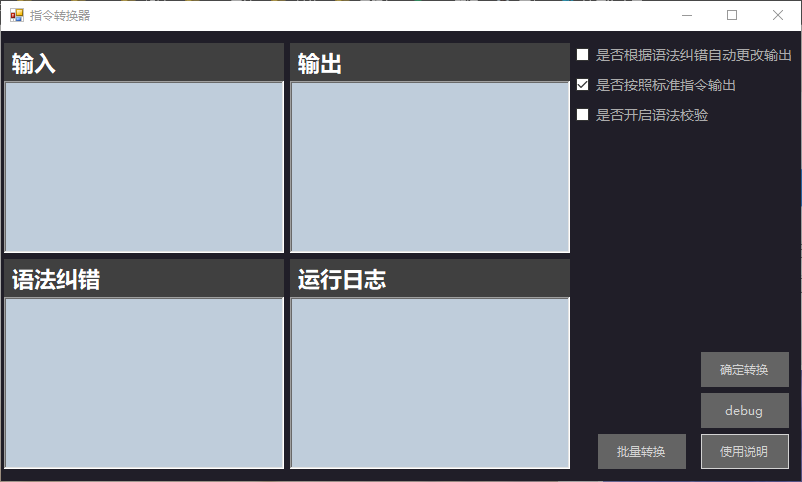 指令转换器
输入
输出
是否根据语法纠错自动更改输出
是否按照标准指令输出
是否开启语法校验
语法纠错
运行日志
确定转换
debug
批量转换
使用说明